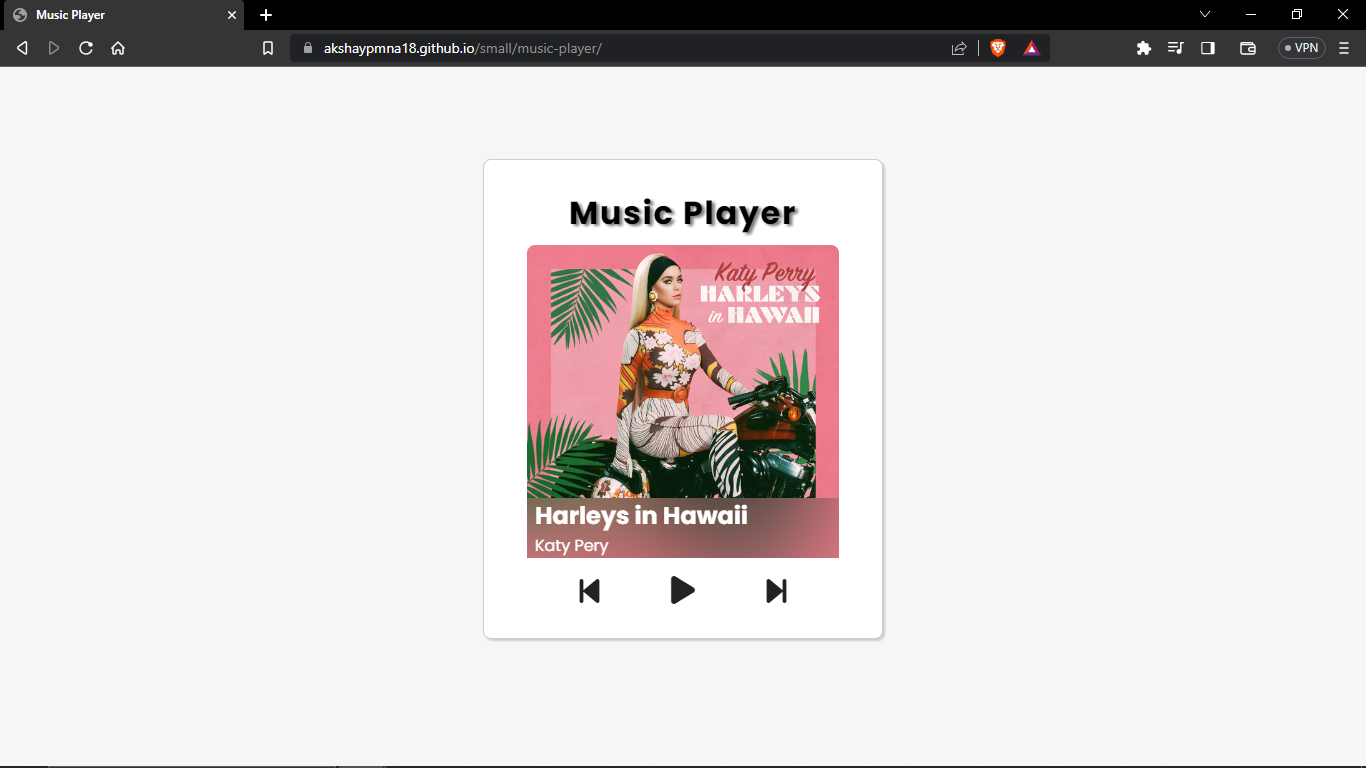 Music Player
akshaypmna18.github.io/small/music-player/
VPN
Music Player
Katy Perry
HARLEYS
in HAWAII
Harleys in Hawaii
Katy Pery